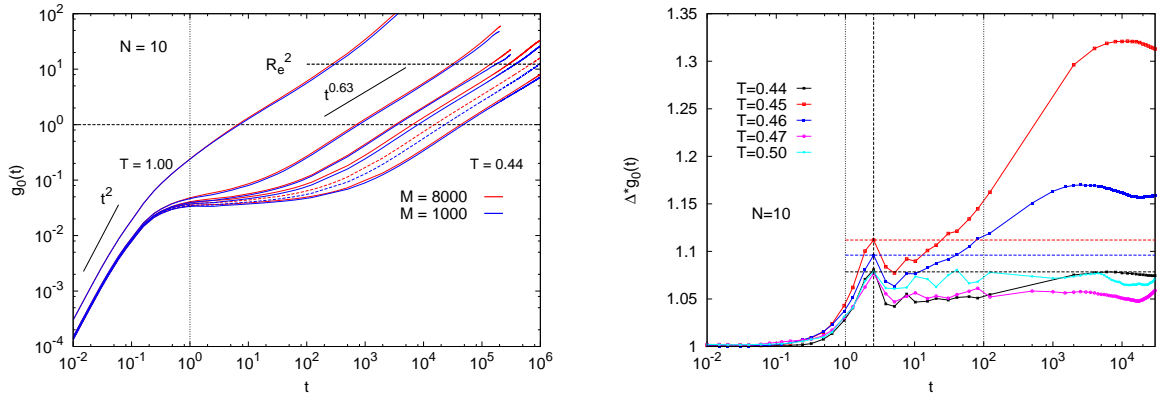 10^2
10^1
10^0
10^-1
10^-2
10^-3
10^-4
g_0(t)
N = 10
R_e^2
t^0.63
T = 1.00
T = 0.44
t^2
M = 8000
M = 1000
10^-2 10^-1 10^0 10^1 10^2 10^3 10^4 10^5 10^6
t
1.35
1.3
1.25
1.2
1.15
1.1
1.05
1
Δ*g_0(t)
T=0.44
T=0.45
T=0.46
T=0.47
T=0.50
N=10
10^-2 10^-1 10^0 10^1 10^2 10^3 10^4
t